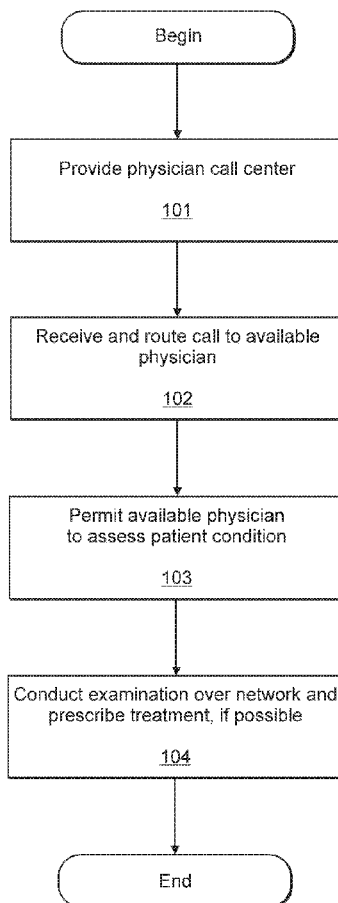 Begin
Provide physician call center
101
Receive and route call to available
physician
102
Permit available physician
to assess patient condition
103
Conduct examination over network and
prescribe treatment, if possible
104
End